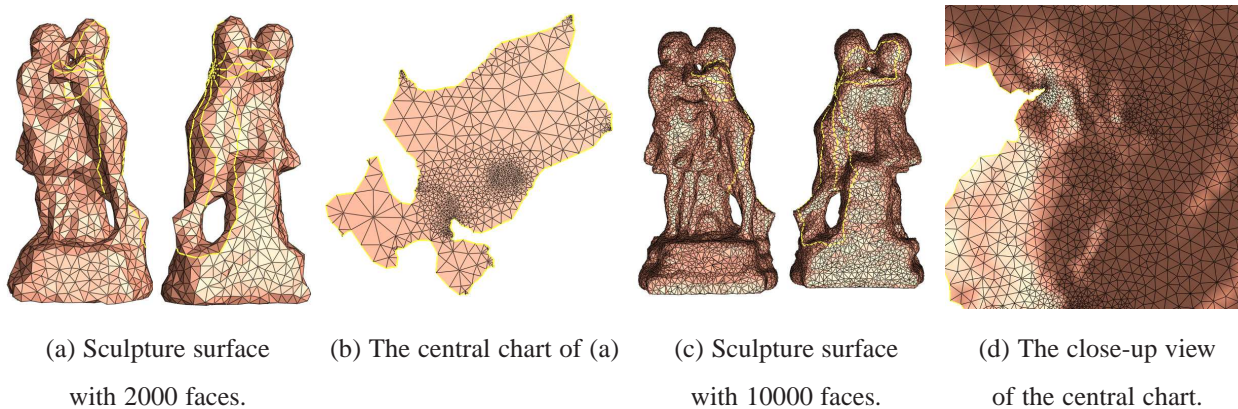 (a) Sculpture surface
with 2000 faces.
(b) The central chart of (a)
(c) Sculpture surface
with 10000 faces.
(d) The close-up view
of the central chart.